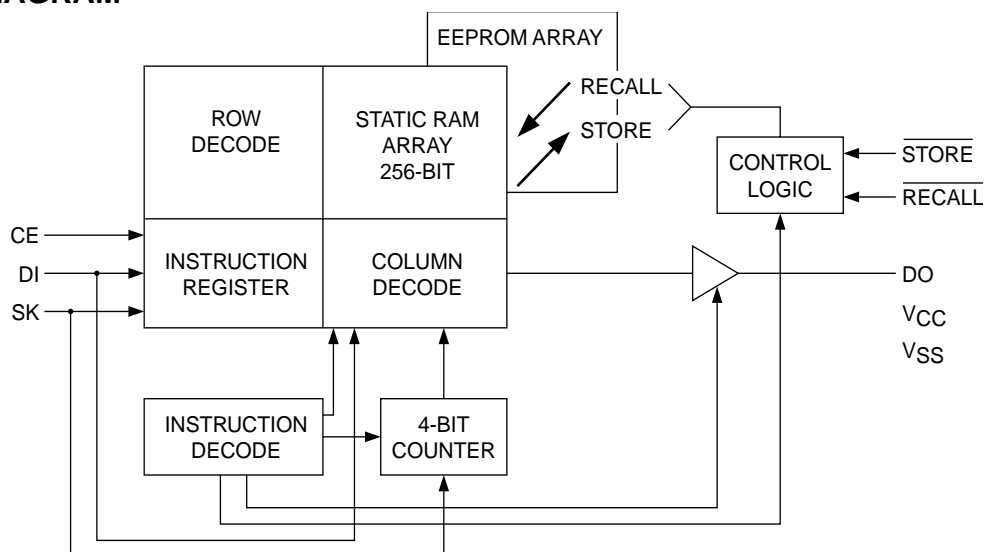 EEPROM ARRAY
ROW
DECODE
STATIC RAM
ARRAY
256-BIT
RECALL
STORE
CONTROL
LOGIC
STORE
RECALL
CE
DI
SK
INSTRUCTION
REGISTER
COLUMN
DECODE
DO
VCC
VSS
INSTRUCTION
DECODE
4-BIT
COUNTER